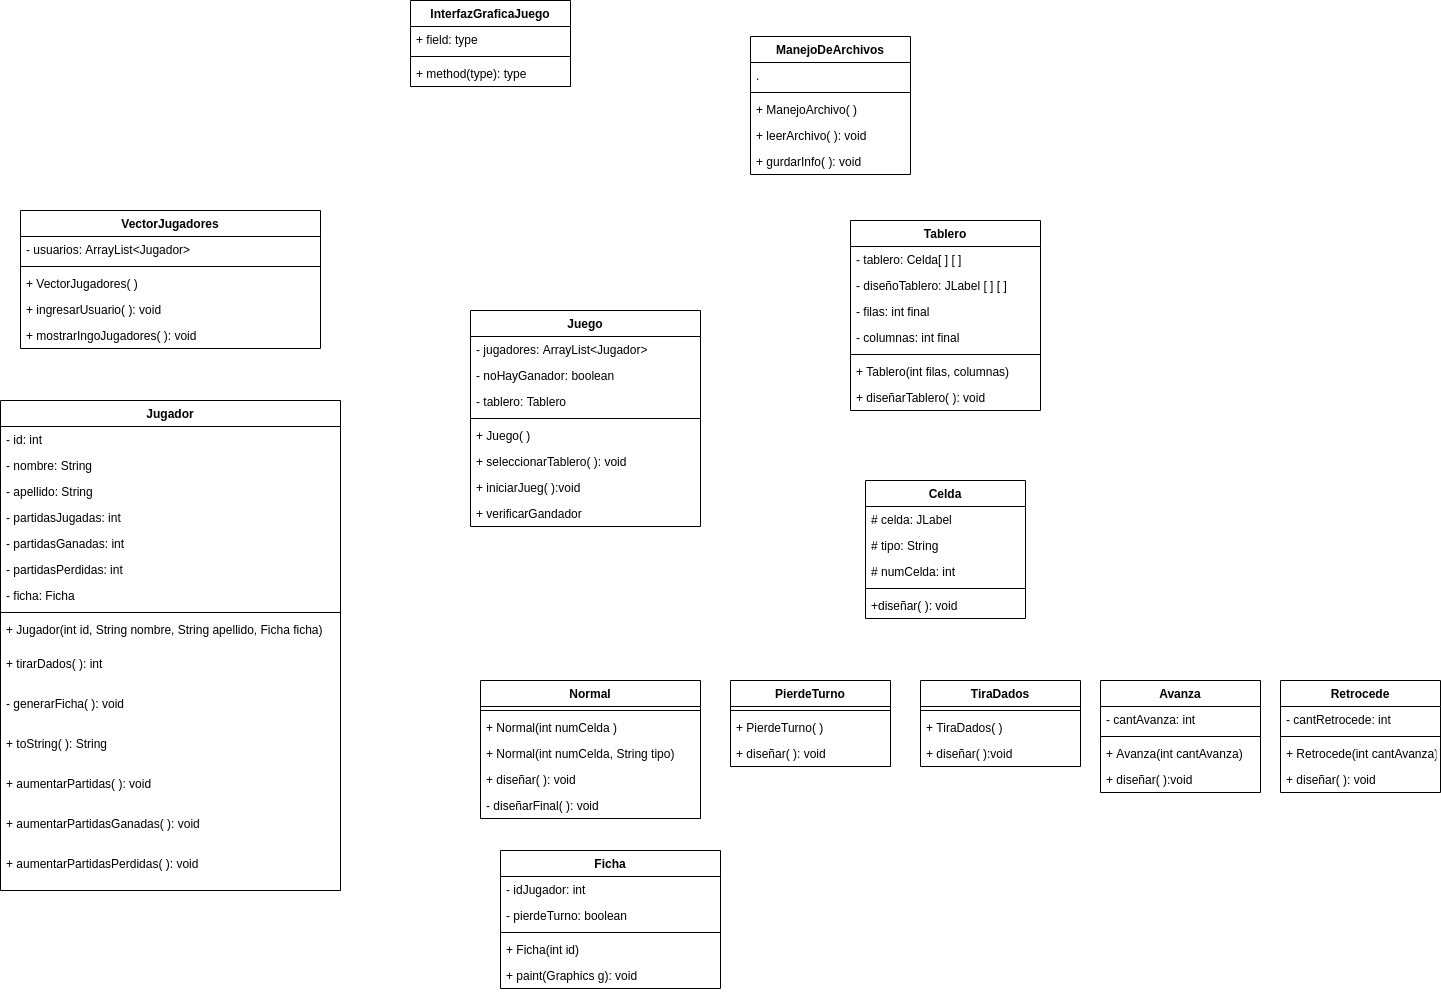 InterfazGraficaJuego
+ field: type
+ method(type): type
ManejoDeArchivos
.
+ ManejoArchivo( )
+ leerArchivo( ): void
+ gurdarInfo( ): void
VectorJugadores
- usuarios: ArrayList<Jugador>
+ VectorJugadores( )
+ ingresarUsuario( ): void
+ mostrarIngoJugadores( ): void
Tablero
- tablero: Celda[ ] [ ]
- diseñoTablero: JLabel [ ] [ ]
- filas: int final
- columnas: int final
+ Tablero(int filas, columnas)
+ diseñarTablero( ): void
Juego
- jugadores: ArrayList<Jugador>
- noHayGanador: boolean
- tablero: Tablero
+ Juego( )
+ seleccionarTablero( ): void
+ iniciarJueg( ):void
+ verificarGandador
Jugador
- id: int
- nombre: String
- apellido: String
- partidasJugadas: int
- partidasGanadas: int
- partidasPerdidas: int
- ficha: Ficha
+ Jugador(int id, String nombre, String apellido, Ficha ficha)
+ tirarDados( ): int
- generarFicha( ): void
+ toString( ): String
+ aumentarPartidas( ): void
+ aumentarPartidasGanadas( ): void
+ aumentarPartidasPerdidas( ): void
Celda
# celda: JLabel
# tipo: String
# numCelda: int
+diseñar( ): void
Normal
+ Normal(int numCelda )
+ Normal(int numCelda, String tipo)
+ diseñar( ): void
- diseñarFinal( ): void
PierdeTurno
+ PierdeTurno( )
+ diseñar( ): void
TiraDados
+ TiraDados( )
+ diseñar( ):void
Avanza
- cantAvanza: int
+ Avanza(int cantAvanza)
+ diseñar( ):void
Retrocede
- cantRetrocede: int
+ Retrocede(int cantAvanza)
+ diseñar( ): void
Ficha
- idJugador: int
- pierdeTurno: boolean
+ Ficha(int id)
+ paint(Graphics g): void